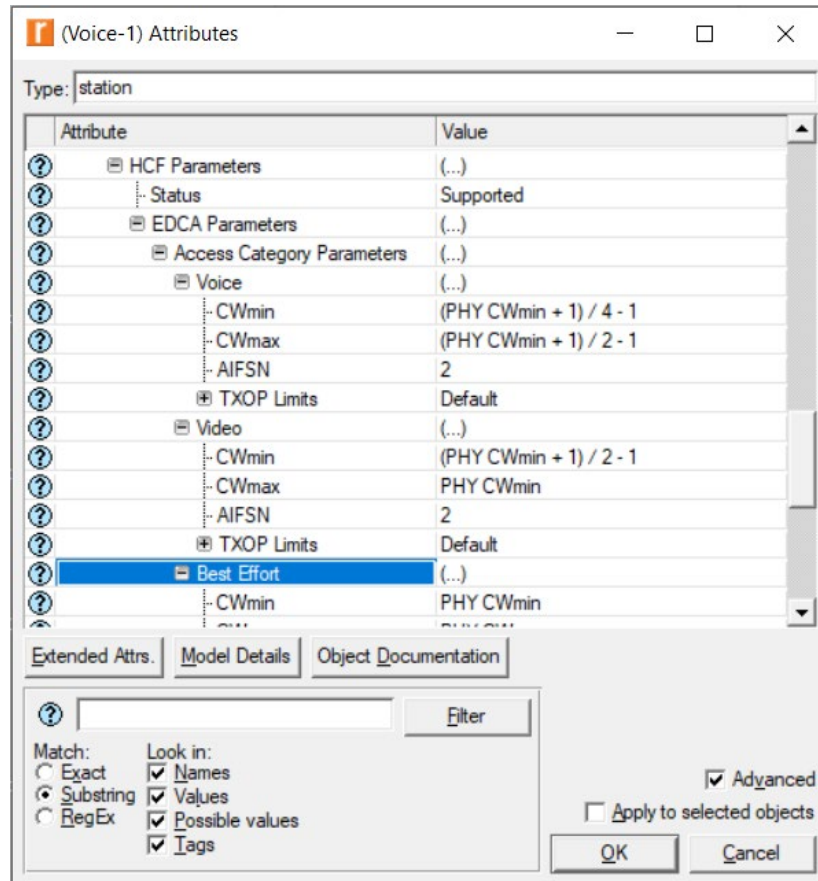 (Voice-1) Attributes
Type: station
Attribute Value
HCF Parameters (...)
Status Supported
EDCA Parameters (...)
Access Category Parameters (...)
Voice (...)
CWmin (PHY CWmin + 1) / 4 - 1
CWmax (PHY CWmin + 1) / 2 - 1
AIFSN 2
TXOP Limits Default
Video (...)
CWmin (PHY CWmin + 1) / 2 - 1
CWmax PHY CWmin
AIFSN 2
TXOP Limits Default
Best Effort (...)
CWmin PHY CWmin
Extended Attrs. Model Details Object Documentation
Filter
Match: Look in:
Exact Names
Substring Values
RegEx Possible values
Tags
Advanced
Apply to selected objects
OK Cancel